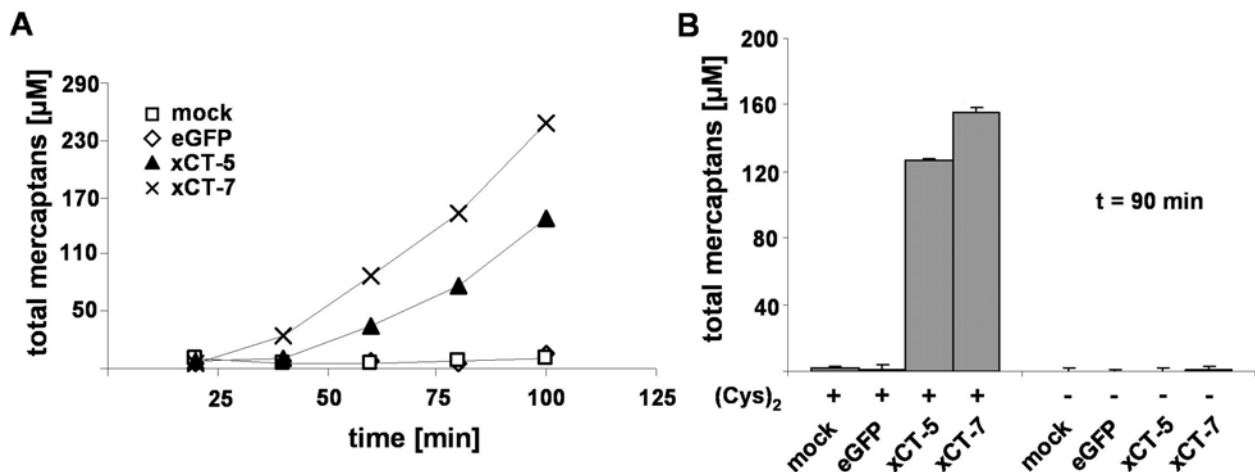 A
total mercaptans [µM]
290
230
170
110
50
mock
eGFP
xCT-5
xCT-7
25
50
75
100
125
time [min]
B
total mercaptans [µM]
200
160
120
80
40
t = 90 min
(Cys)2 + + + + - - - -
mock eGFP xCT-5 xCT-7 mock eGFP xCT-5 xCT-7